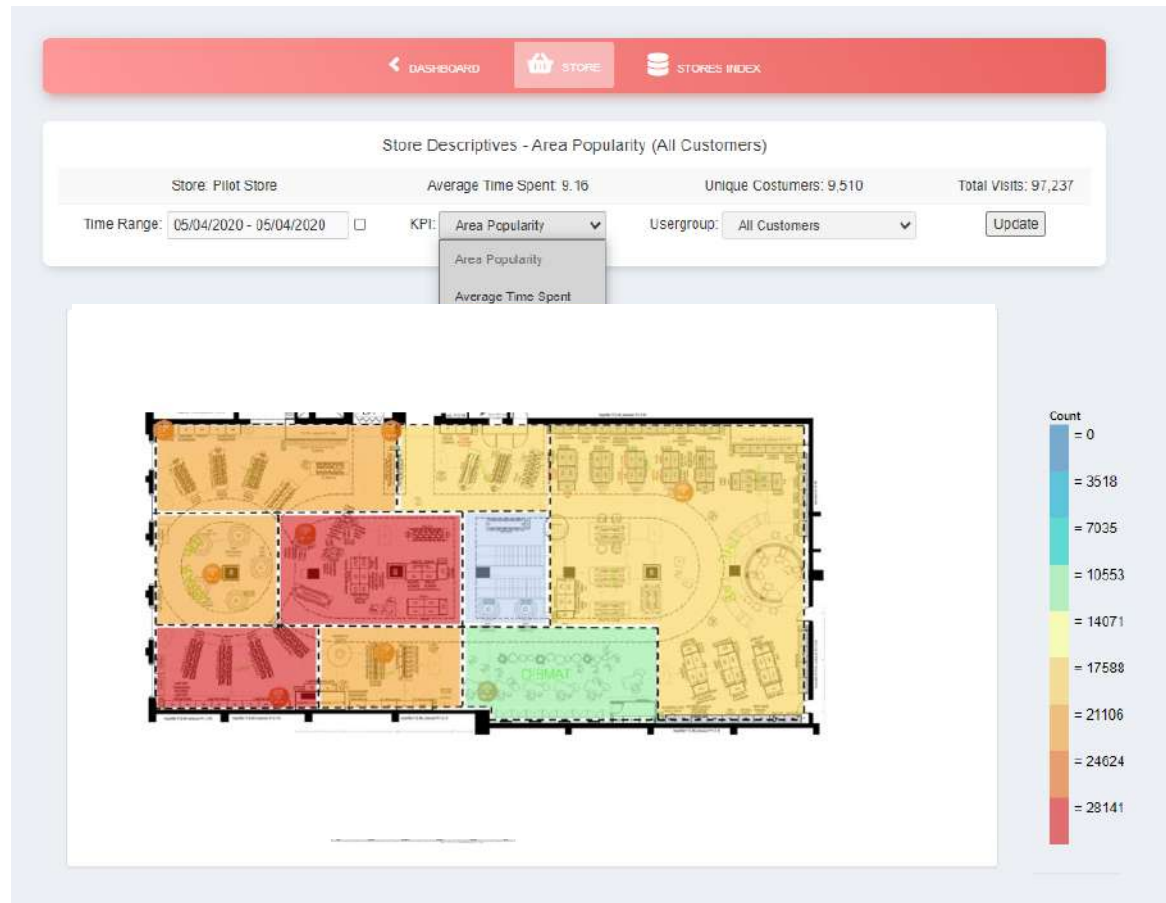 DASHBOARD STORE STORES INDEX
Store Descriptives - Area Popularity (All Customers)
Store: Pilot Store Average Time Spent: 9.16 Unique Costumers: 9,510 Total Visits: 97,237
Time Range: 05/04/2020 - 05/04/2020 KPI: Area Popularity Usergroup: All Customers Update
Area Popularity
Average Time Spent
Count
= 0
= 3518
= 7035
= 10553
= 14071
= 17588
= 21106
= 24624
= 28141